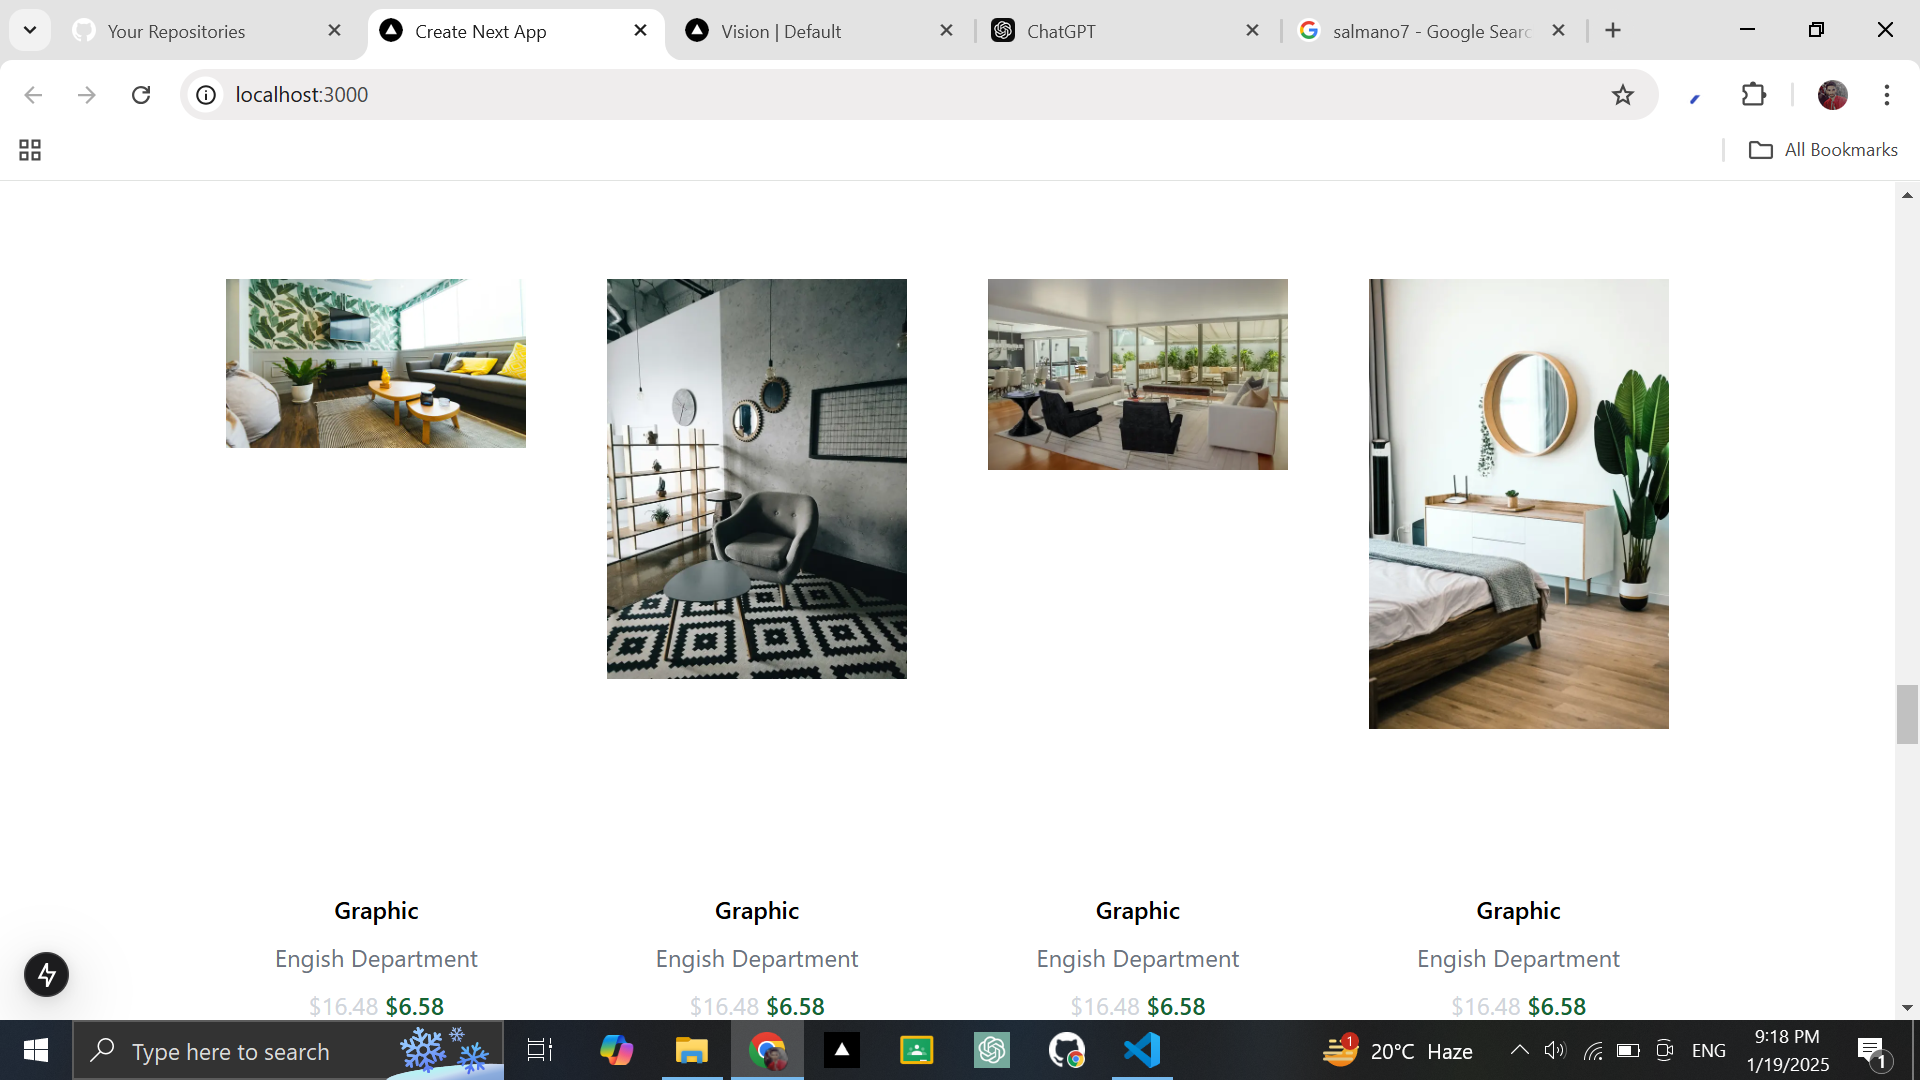 Your Repositories
Create Next App
Vision | Default
ChatGPT
salmano7 - Google Searc
localhost:3000
All Bookmarks
Graphic
Graphic
Graphic
Graphic
Engish Department
Engish Department
Engish Department
Engish Department
$16.48 $6.58
$16.48 $6.58
$16.48 $6.58
$16.48 $6.58
Type here to search
1
20°C Haze
ENG
9:18 PM
1/19/2025
1